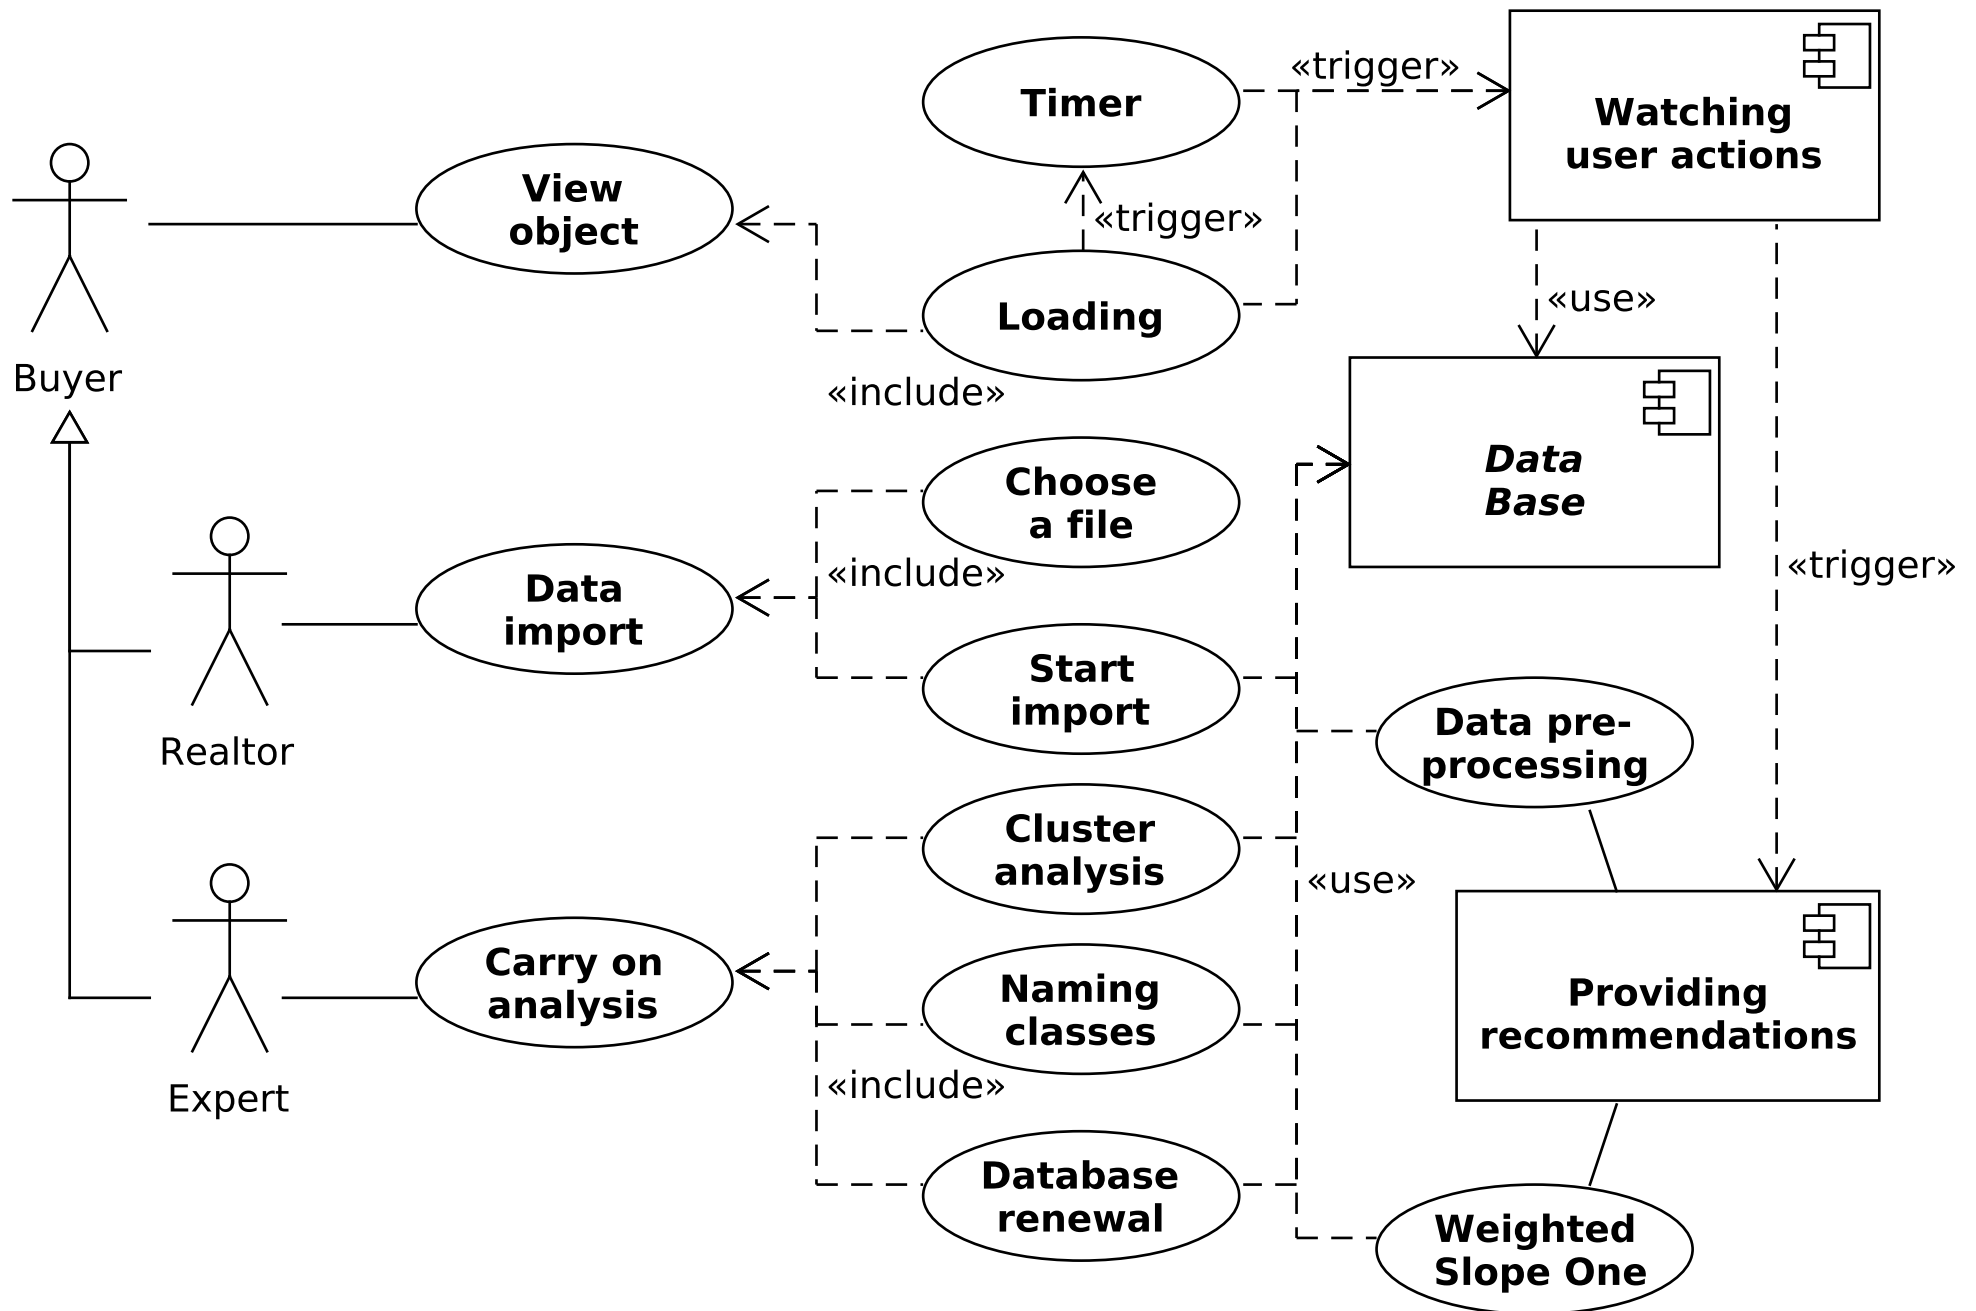 Timer
«trigger»
Watching
user actions
View
object
«trigger»
Loading
«use»
Buyer
«include»
Choose
a file
Data
Base
«include»
«trigger»
Data
import
Start
import
Realtor
Data pre-
processing
Cluster
analysis
«use»
Carry on
analysis
Naming
classes
Providing
recommendations
Expert
«include»
Database
renewal
Weighted
Slope One